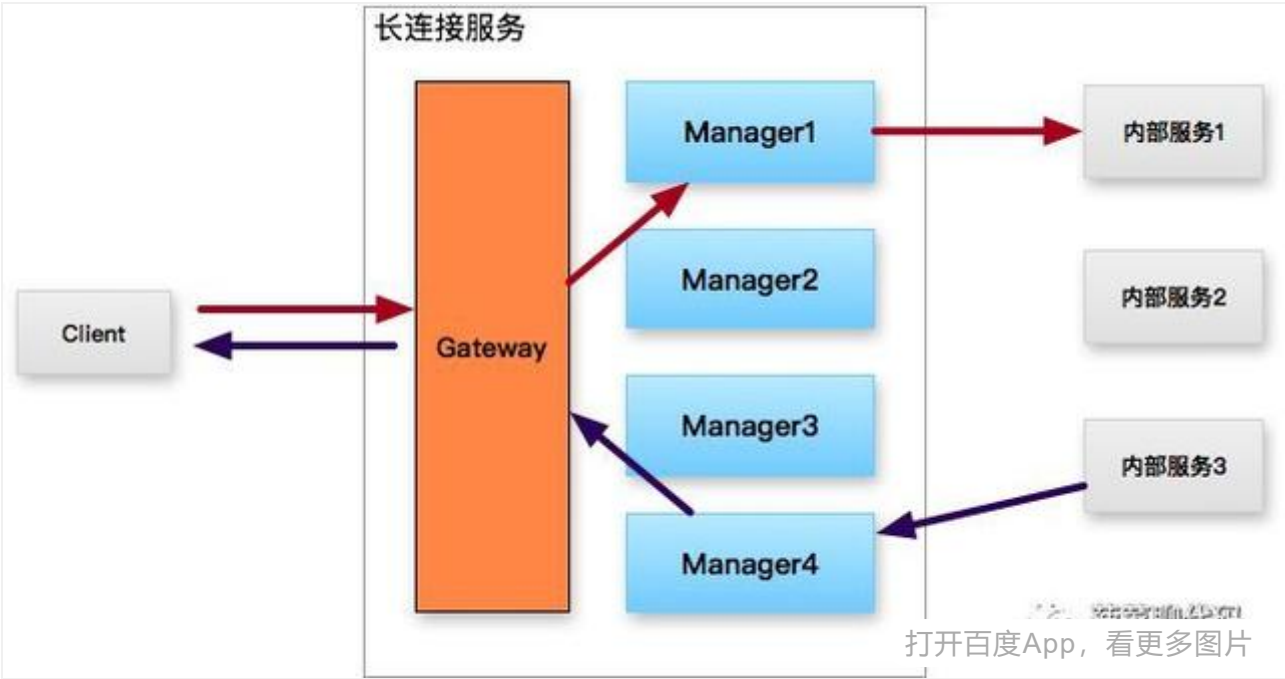 长连接服务
Manager1
内部服务1
Manager2
内部服务2
Client
Gateway
Manager3
内部服务3
Manager4
打开百度App，看更多图片